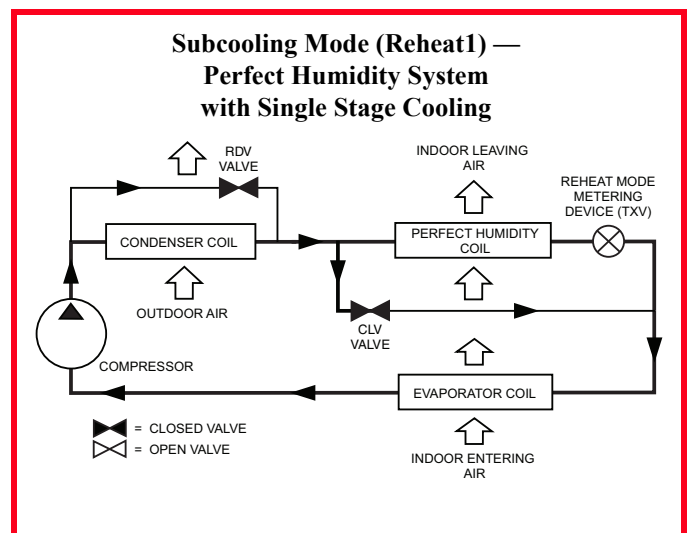 Subcooling Mode (Reheat1) —
Perfect Humidity System
with Single Stage Cooling
RDV
VALVE
INDOOR LEAVING
AIR
REHEAT MODE
METERING
DEVICE (TXV)
CONDENSER COIL
PERFECT HUMIDITY
COIL
OUTDOOR AIR
CLV
VALVE
COMPRESSOR
EVAPORATOR COIL
= CLOSED VALVE
= OPEN VALVE
INDOOR ENTERING
AIR